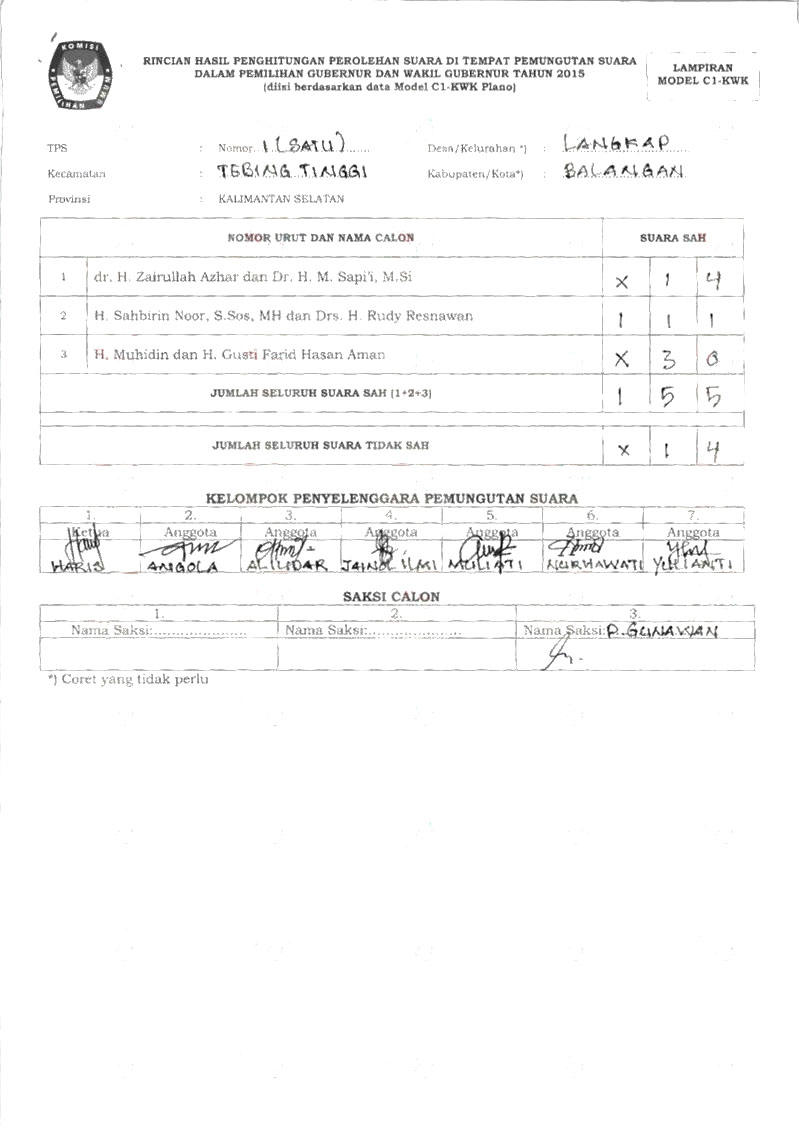 KOMISI
PEMILIHAN UMUM
RINCIAN HASIL PENGHITUNGAN PEROLEHAN SUARA DI TEMPAT PEMUNGUTAN SUARA
DALAM PEMILIHAN GUBERNUR DAN WAKIL GUBERNUR TAHUN 2015
(diisi berdasarkan data Model C1-KWK Plano)
LAMPIRAN
MODEL C1-KWK
TPS : Nomor 1 (SATU) Desa/Kelurahan *) : LANGKAP
Kecamatan : TEBING TINGGI Kabupaten/Kota*) : BALANGAN
Provinsi : KALIMANTAN SELATAN
NOMOR URUT DAN NAMA CALON SUARA SAH
1 dr. H. Zairullah Azhar dan Dr. H. M. Sapi'i, M.Si X 1 4
2 H. Sahbirin Noor, S.Sos, MH dan Drs. H. Rudy Resnawan 1 1 1
3 H. Muhidin dan H. Gusti Farid Hasan Aman X 3 0
JUMLAH SELURUH SUARA SAH (1+2+3) 1 5 5
JUMLAH SELURUH SUARA TIDAK SAH X 1 4
KELOMPOK PENYELENGGARA PEMUNGUTAN SUARA
1. 2. 3. 4. 5. 6. 7.
Ketua Anggota Anggota Anggota Anggota Anggota Anggota
HARIS ANGOLA JAINOL ILMI MULIATI NURHAWATI
SAKSI CALON
1. 2. 3.
Nama Saksi:..................... Nama Saksi:..................... Nama Saksi: P. GUNAWAN
*) Coret yang tidak perlu